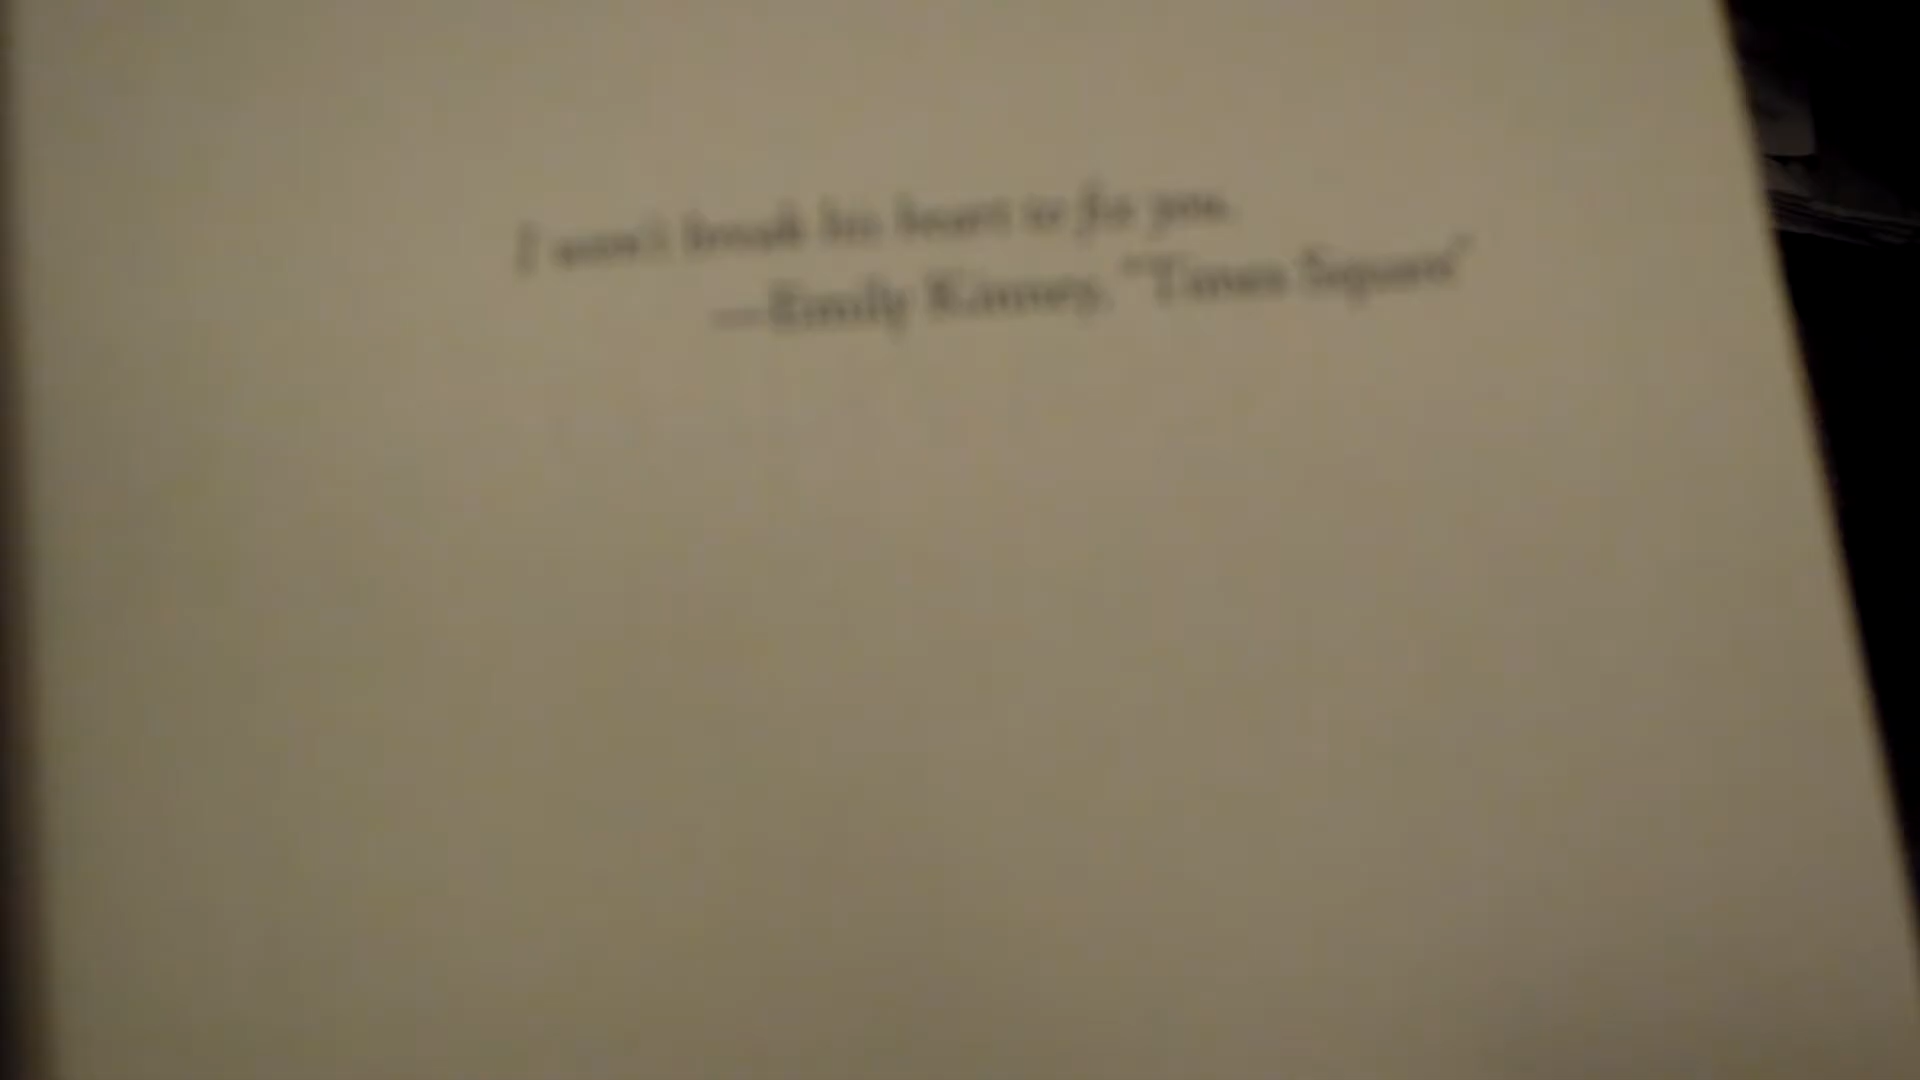 I won't break his heart to fix you.
—Emily Kinney, "Times Square"